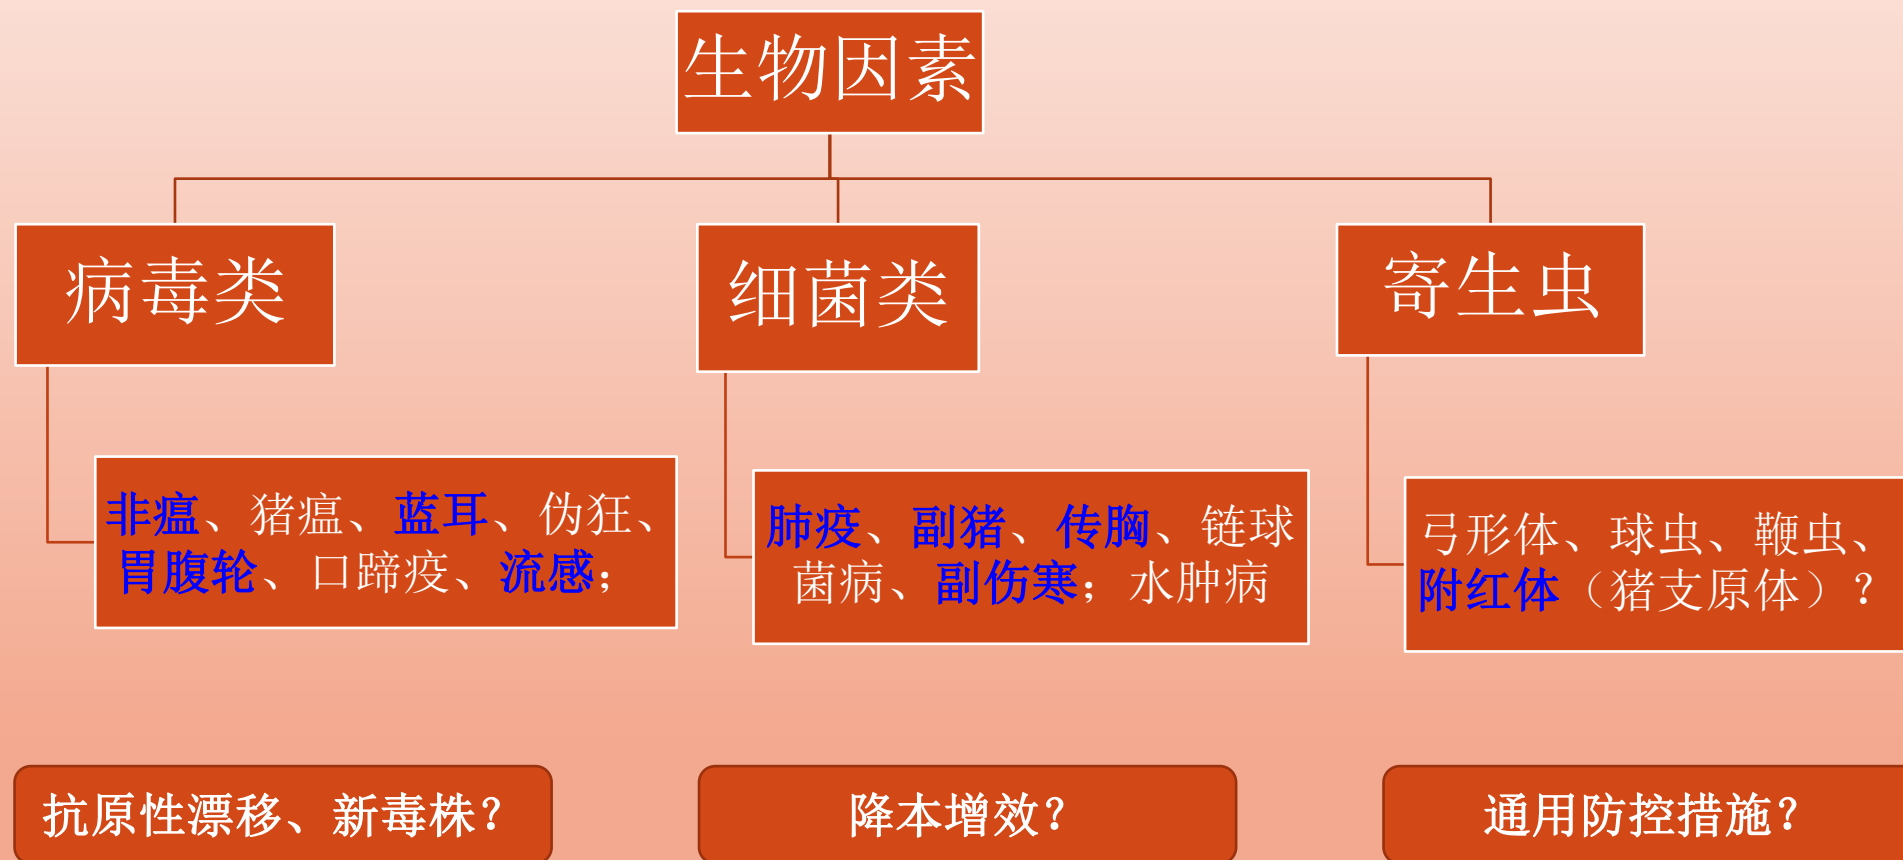 生物因素
病毒类
细菌类
寄生虫
非瘟、猪瘟、蓝耳、伪狂、
胃腹轮、口蹄疫、流感；
肺疫、副猪、传胸、链球
菌病、副伤寒；水肿病
弓形体、球虫、鞭虫、
附红体（猪支原体）？
抗原性漂移、新毒株？
降本增效？
通用防控措施？